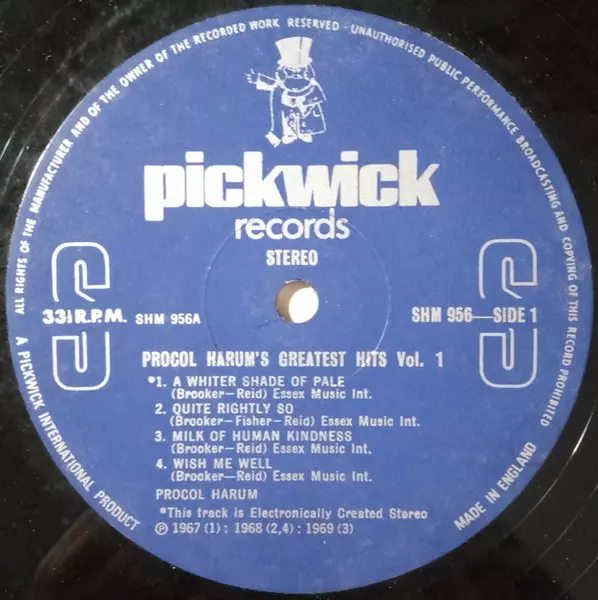 A PICKWICK INTERNATIONAL PRODUCT ALL RIGHTS OF THE MANUFACTURER AND OF THE OWNER OF THE RECORDED WORK RESERVED - UNAUTHORISED PUBLIC PERFORMANCE BROADCASTING AND COPYING OF THIS RECORD PROHIBITED MADE IN ENGLAND
pickwick
records
STEREO
33⅓ R.P.M. SHM 956A
SHM 956—SIDE 1
PROCOL HARUM'S GREATEST HITS Vol. 1
*1. A WHITER SHADE OF PALE
(Brooker—Reid) Essex Music Int.
2. QUITE RIGHTLY SO
(Brooker—Fisher—Reid) Essex Music Int.
3. MILK OF HUMAN KINDNESS
(Brooker—Reid) Essex Music Int.
4. WISH ME WELL
(Brooker—Reid) Essex Music Int.
PROCOL HARUM
*This track is Electronically Created Stereo
℗ 1967 (1) : 1968 (2,4) : 1969 (3)